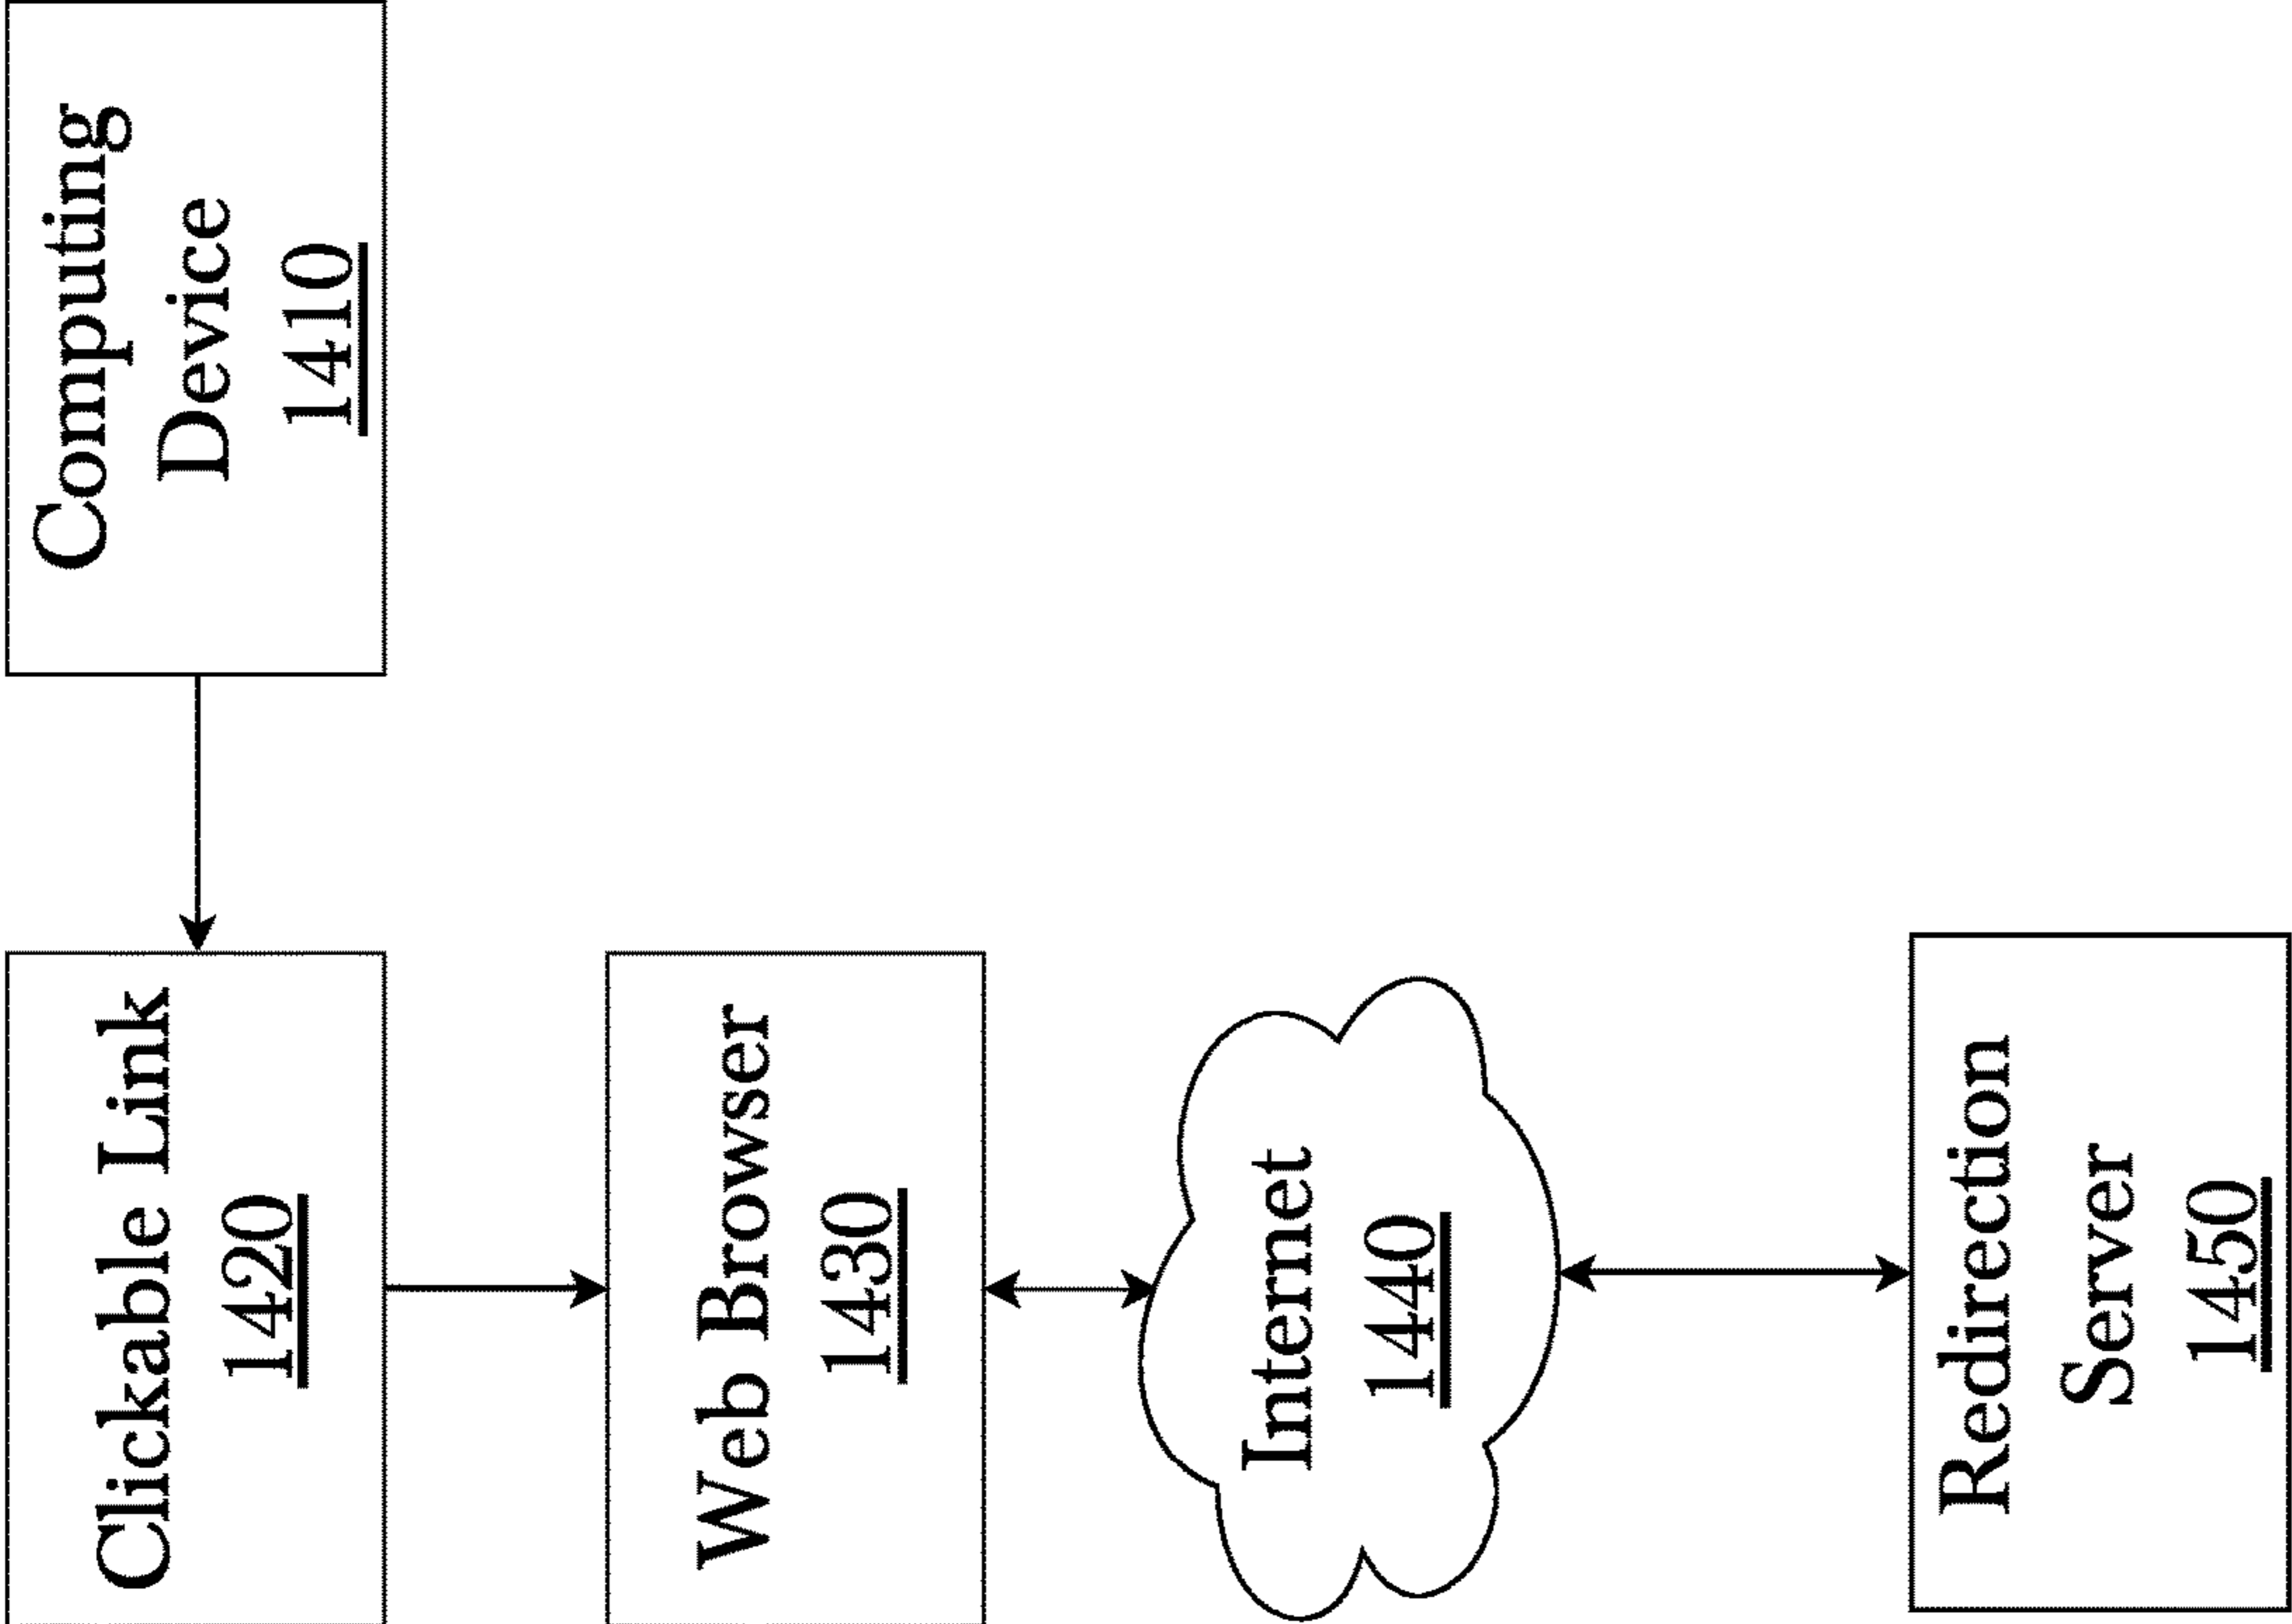 Computing
Device
1410
Clickable Link
1420
Web Browser
1430
Internet
1440
Redirection
Server
1450